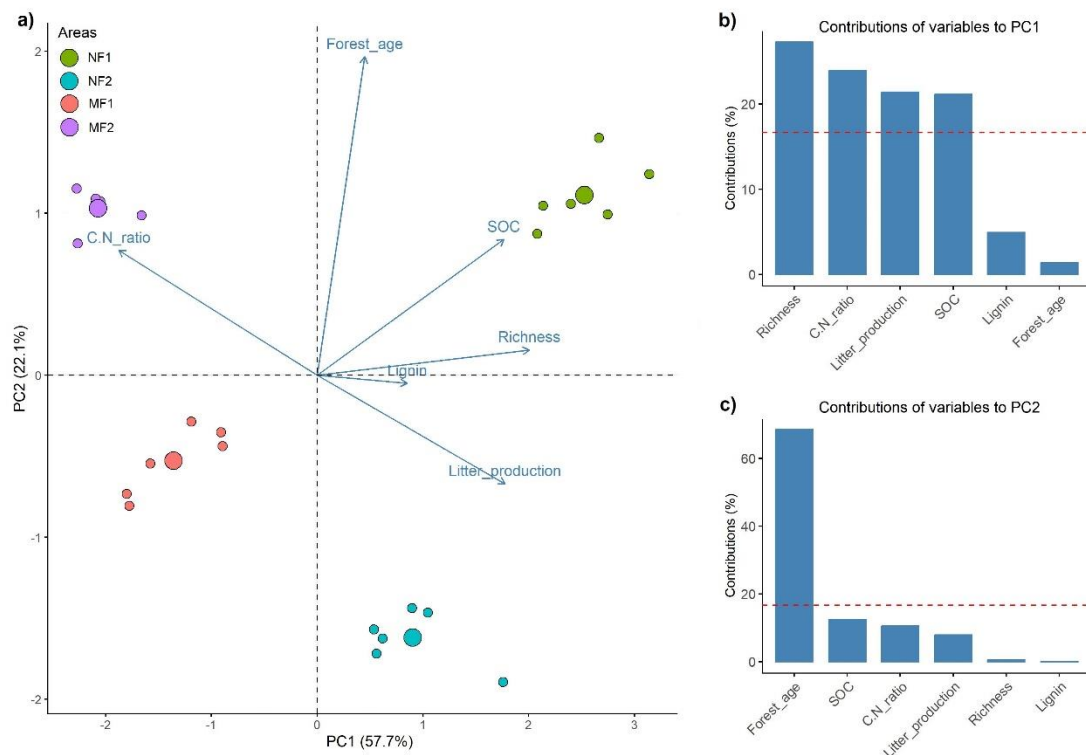 a)
Areas
NF1
NF2
MF1
MF2
Forest_age
SOC
C.N_ratio
Richness
Lignin
Litter_production
PC2 (22.1%)
2
1
0
-1
-2
-2
-1
0
1
2
3
PC1 (57.7%)
b)
Contributions of variables to PC1
Contributions (%)
20
10
0
Richness
C.N_ratio
Litter_production
SOC
Lignin
Forest_age
c)
Contributions of variables to PC2
Contributions (%)
60
40
20
0
Forest_age
SOC
C.N_ratio
Litter_production
Richness
Lignin